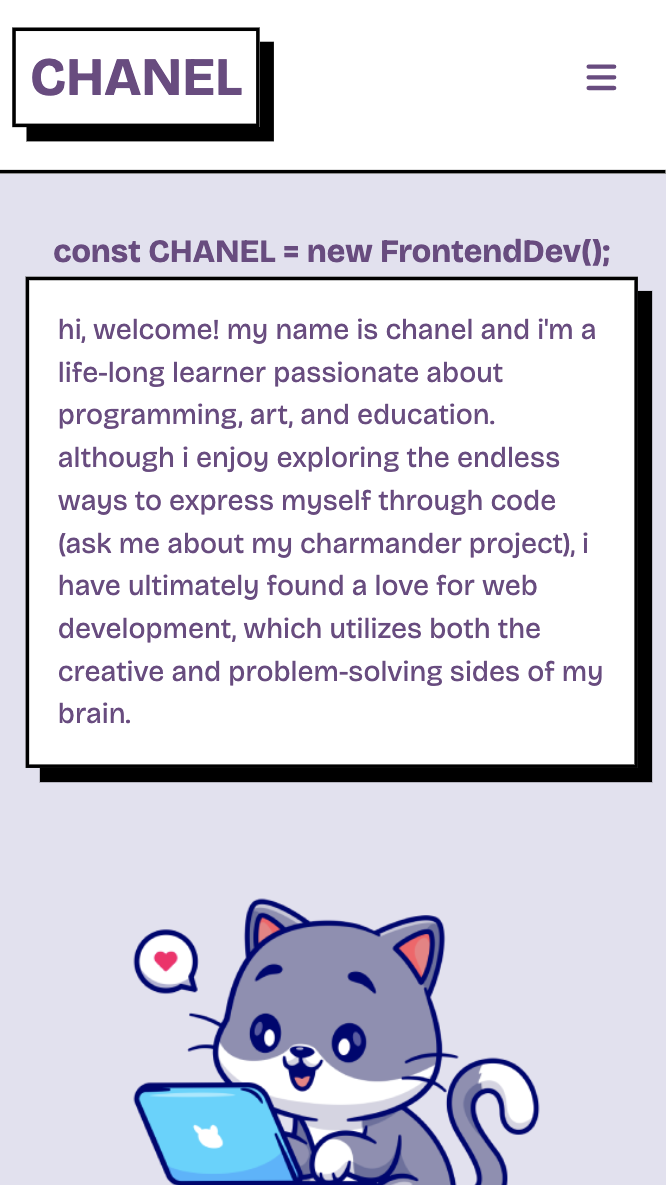 CHANEL
const CHANEL = new FrontendDev();
hi, welcome! my name is chanel and i'm a
life-long learner passionate about
programming, art, and education.
although i enjoy exploring the endless
ways to express myself through code
(ask me about my charmander project), i
have ultimately found a love for web
development, which utilizes both the
creative and problem-solving sides of my
brain.